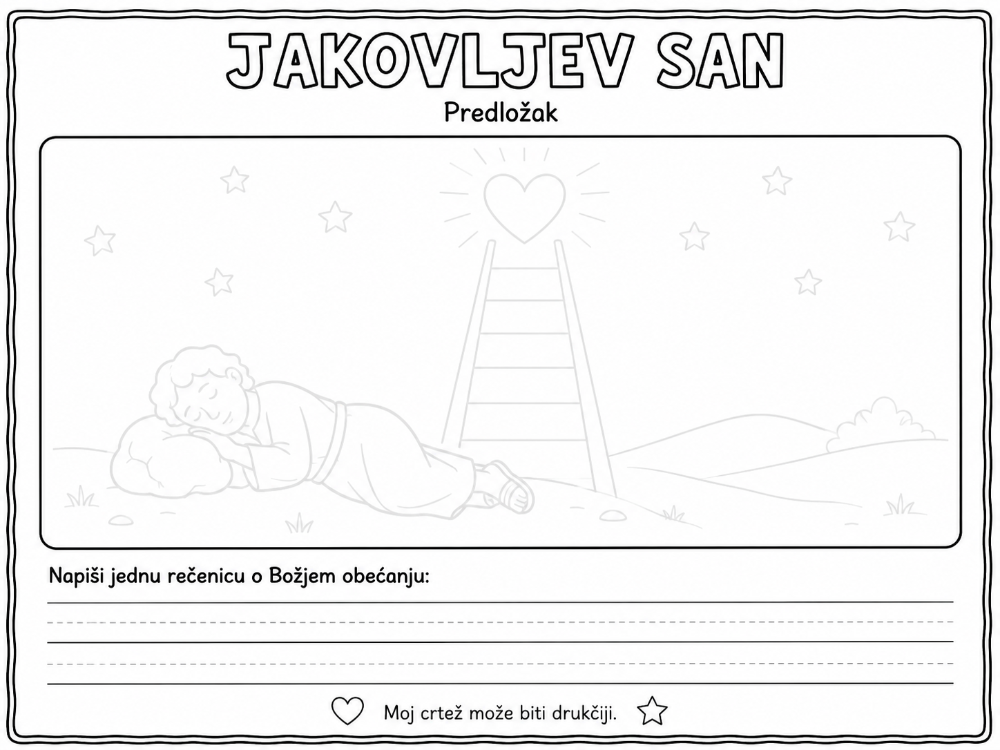 JAKOVLJEV SAN
Predložak
Napiši jednu rečenicu o Božjem obećanju:
Moj crtež može biti drukčiji.